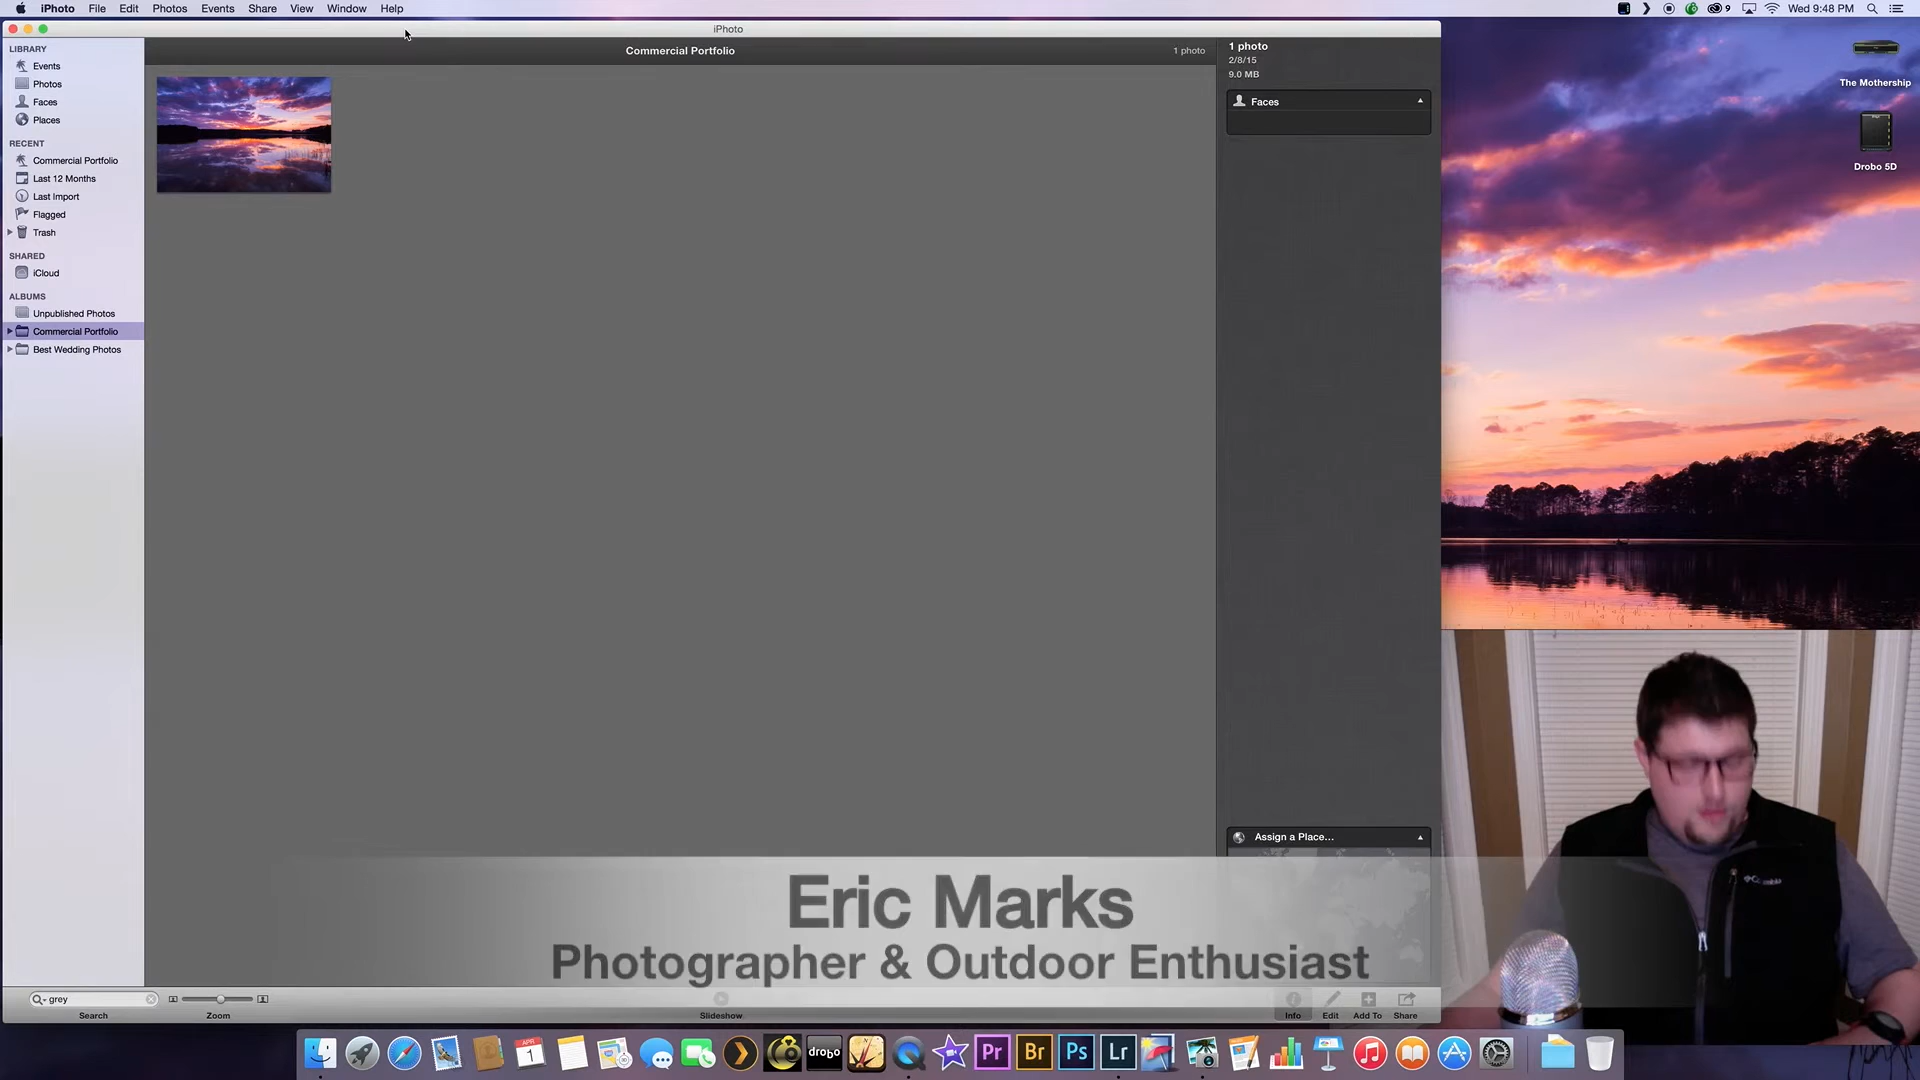 iPhoto File Edit Photos Events Share View Window Help
9 Wed 9:48 PM
iPhoto
LIBRARY
Events
Photos
Faces
Places
RECENT
Commercial Portfolio
Last 12 Months
Last Import
Flagged
Trash
SHARED
iCloud
ALBUMS
Unpublished Photos
Commercial Portfolio
Best Wedding Photos
Commercial Portfolio
1 photo
1 photo
2/8/15
9.0 MB
Faces
Assign a Place...
The Mothership
Drobo 5D
Eric Marks
Photographer & Outdoor Enthusiast
Columbia
grey
Search
Zoom
Slideshow
Info
Edit
Add To
Share
APR
1
drobo
Pr
Br
Ps
Lr